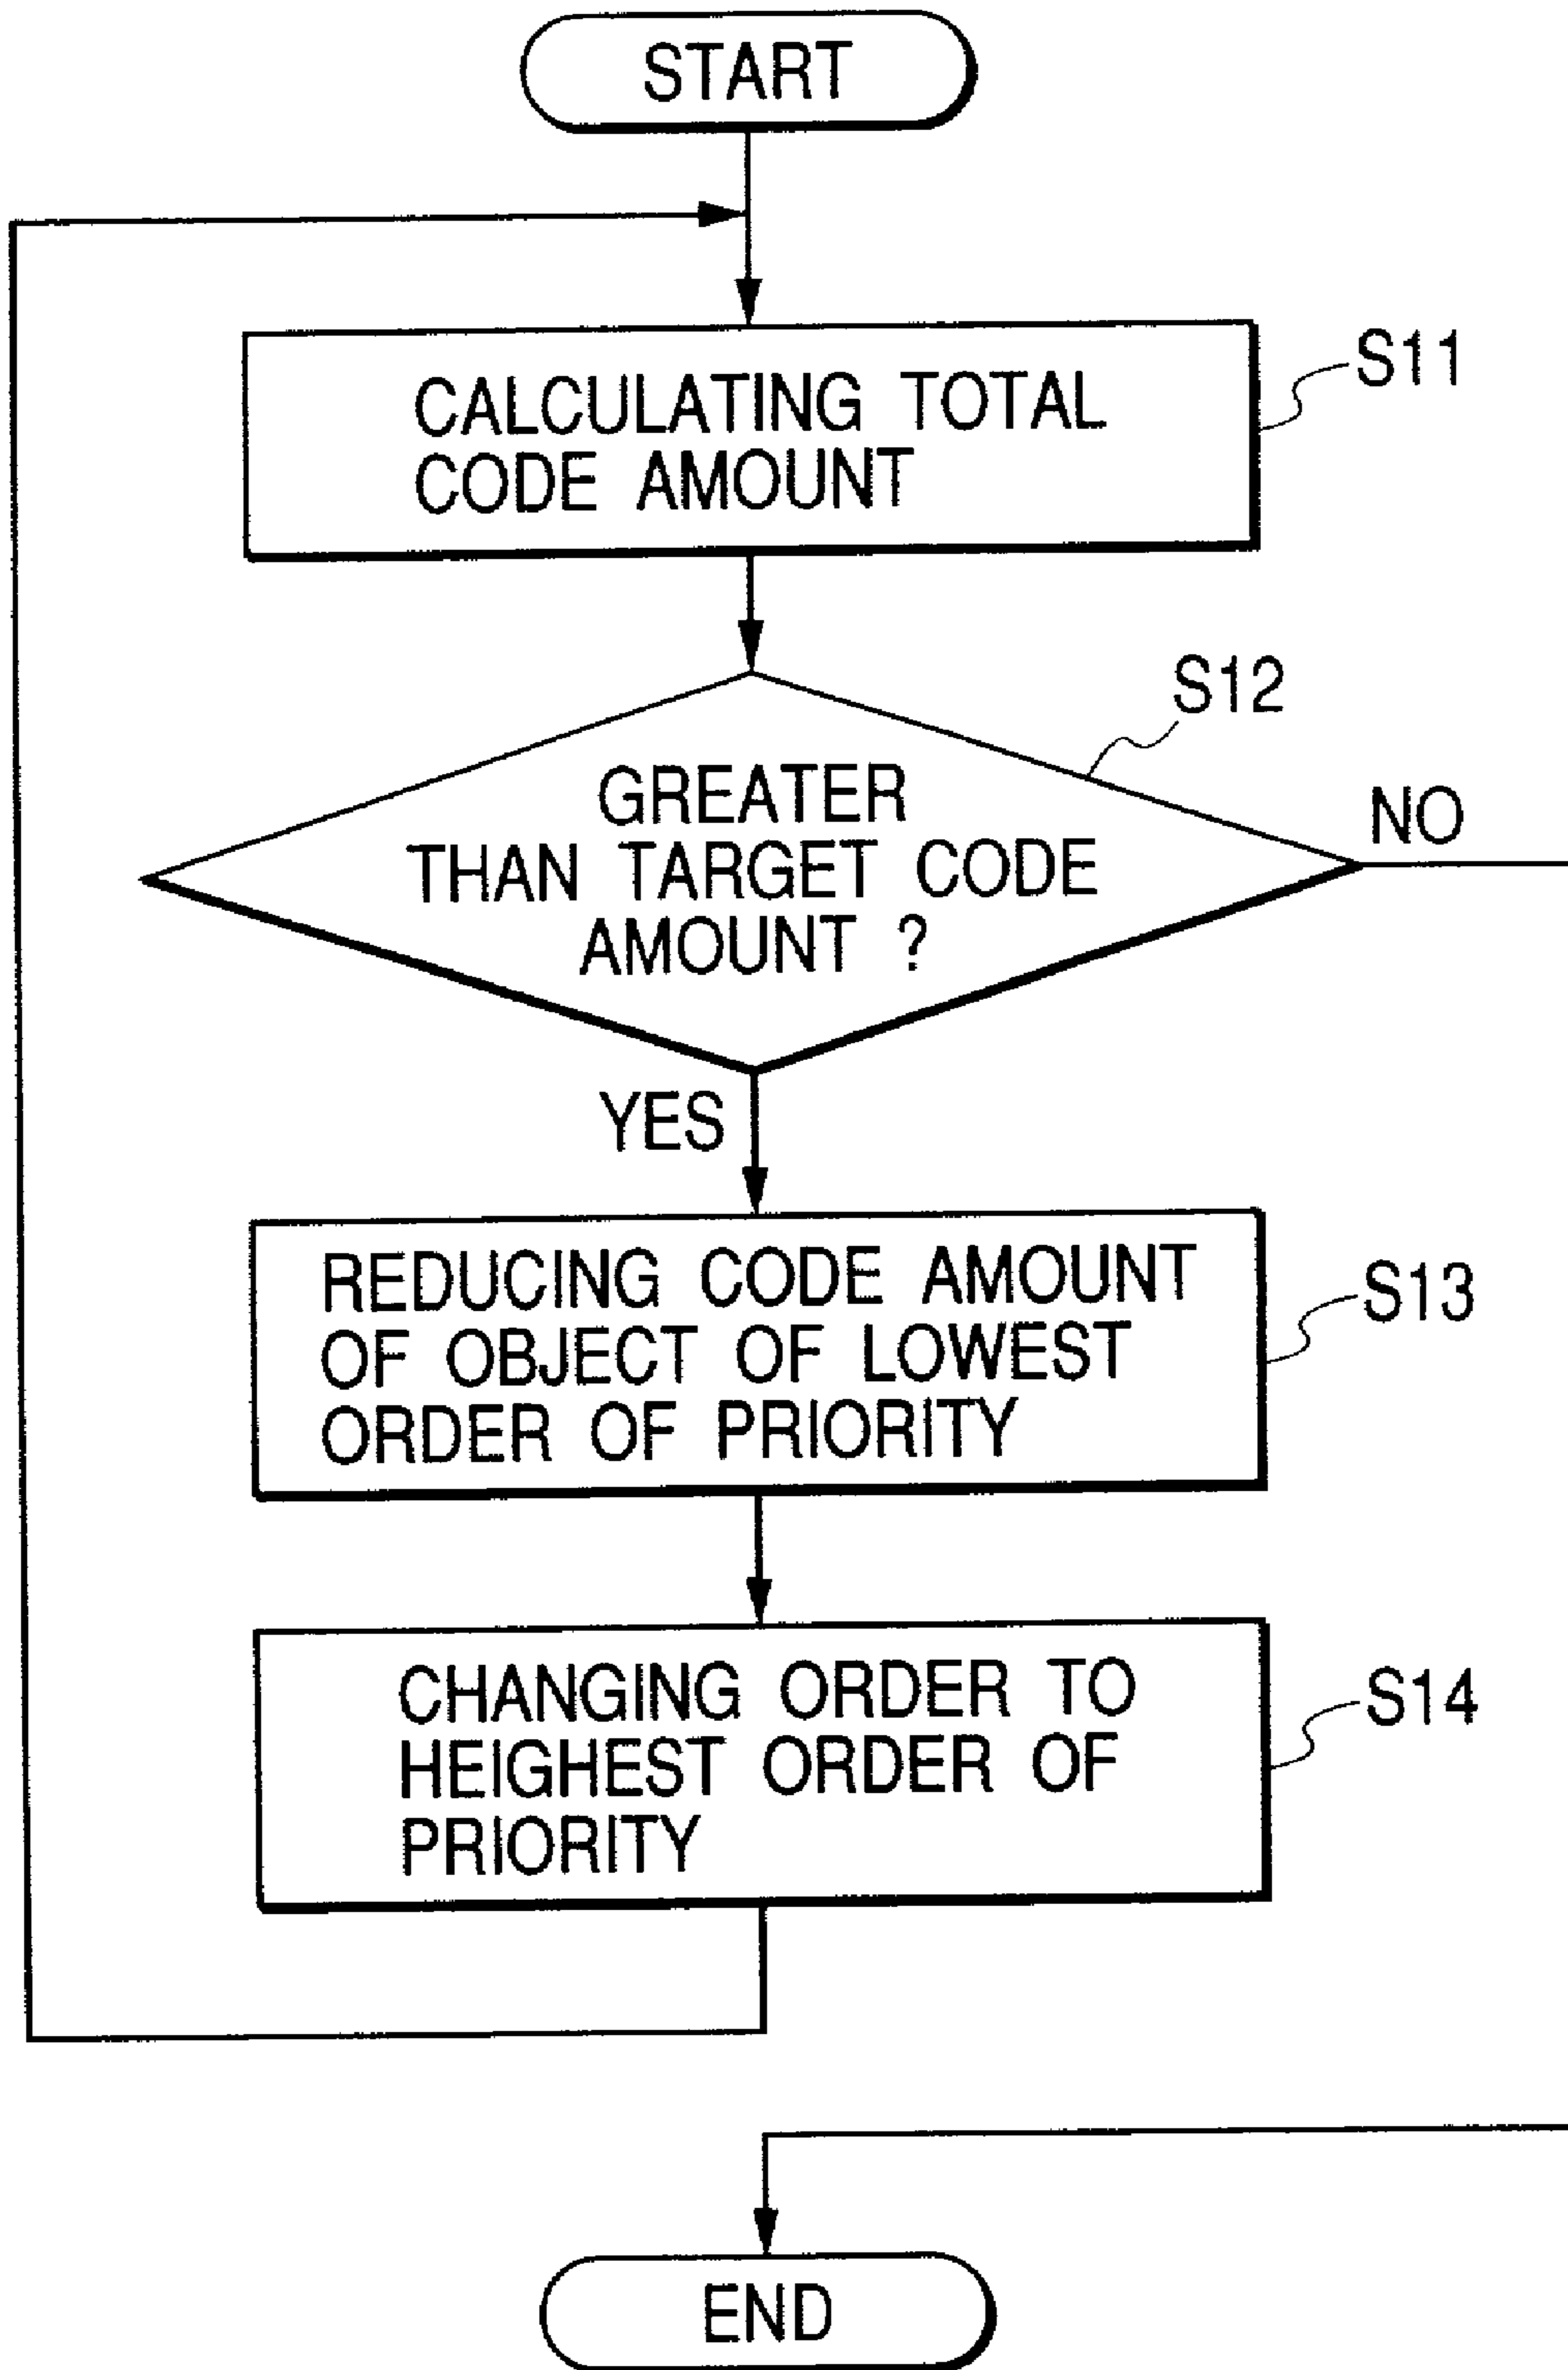 START
CALCULATING TOTAL
CODE AMOUNT
S11
S12
GREATER
THAN TARGET CODE
AMOUNT ?
NO
YES
REDUCING CODE AMOUNT
OF OBJECT OF LOWEST
ORDER OF PRIORITY
S13
CHANGING ORDER TO
HEIGHEST ORDER OF
PRIORITY
S14
END